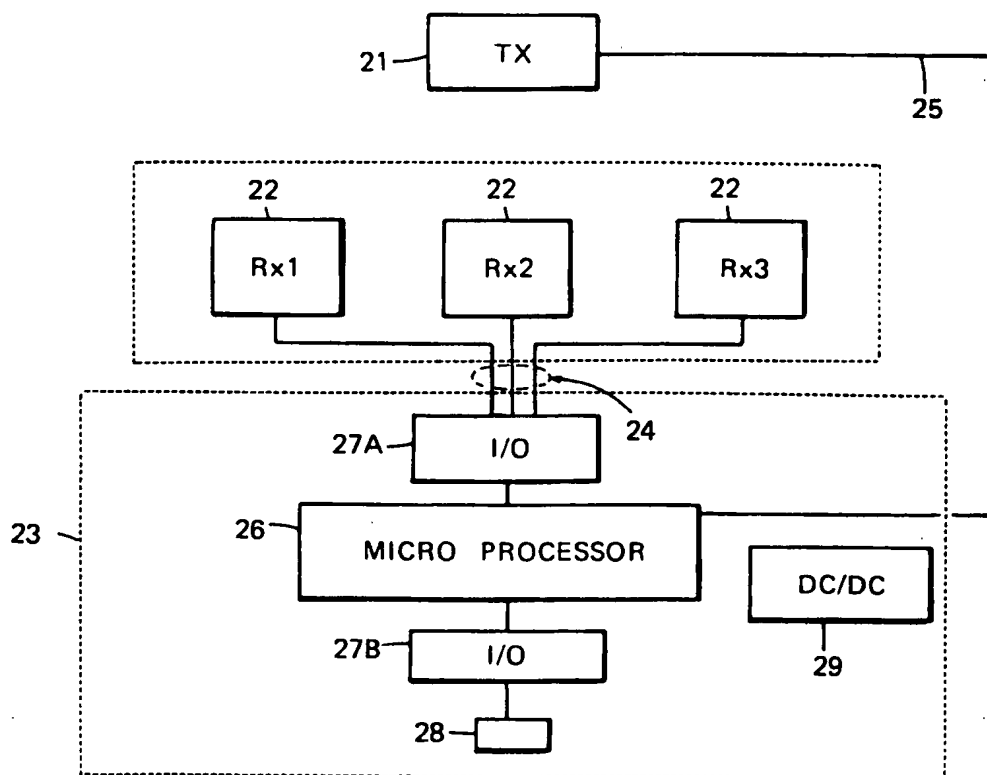 21
TX
25
22
22
22
Rx1
Rx2
Rx3
24
27A
I/O
23
26
MICRO PROCESSOR
DC/DC
29
27B
I/O
28